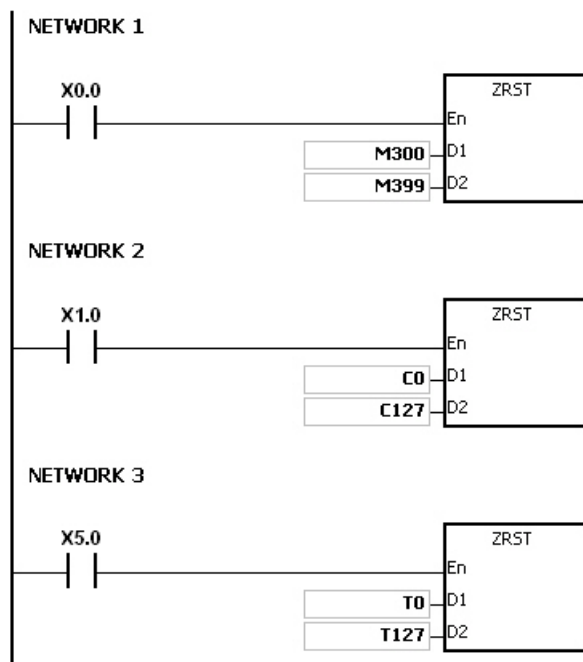 NETWORK 1
X0.0
ZRST
En
M300 D1
M399 D2
NETWORK 2
X1.0
ZRST
En
C0 D1
C127 D2
NETWORK 3
X5.0
ZRST
En
T0 D1
T127 D2